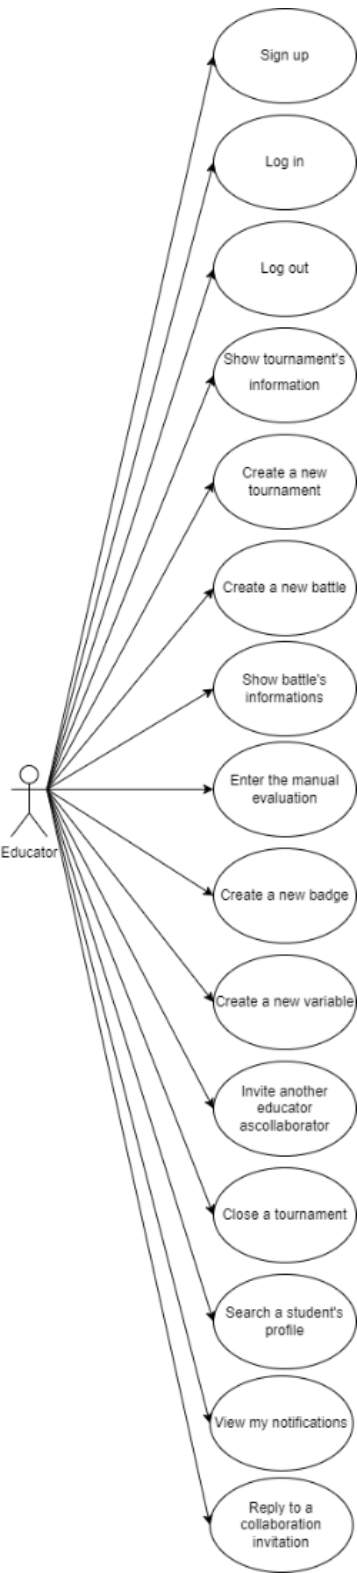 Sign up
Log in
Log out
Show tournament's
information
Create a new
tournament
Create a new battle
Show battle's
informations
Enter the manual
evaluation
Educator
Create a new badge
Create a new variable
Invite another
educator
ascollaborator
Close a tournament
Search a student's
profile
View my notifications
Reply to a
collaboration
invitation